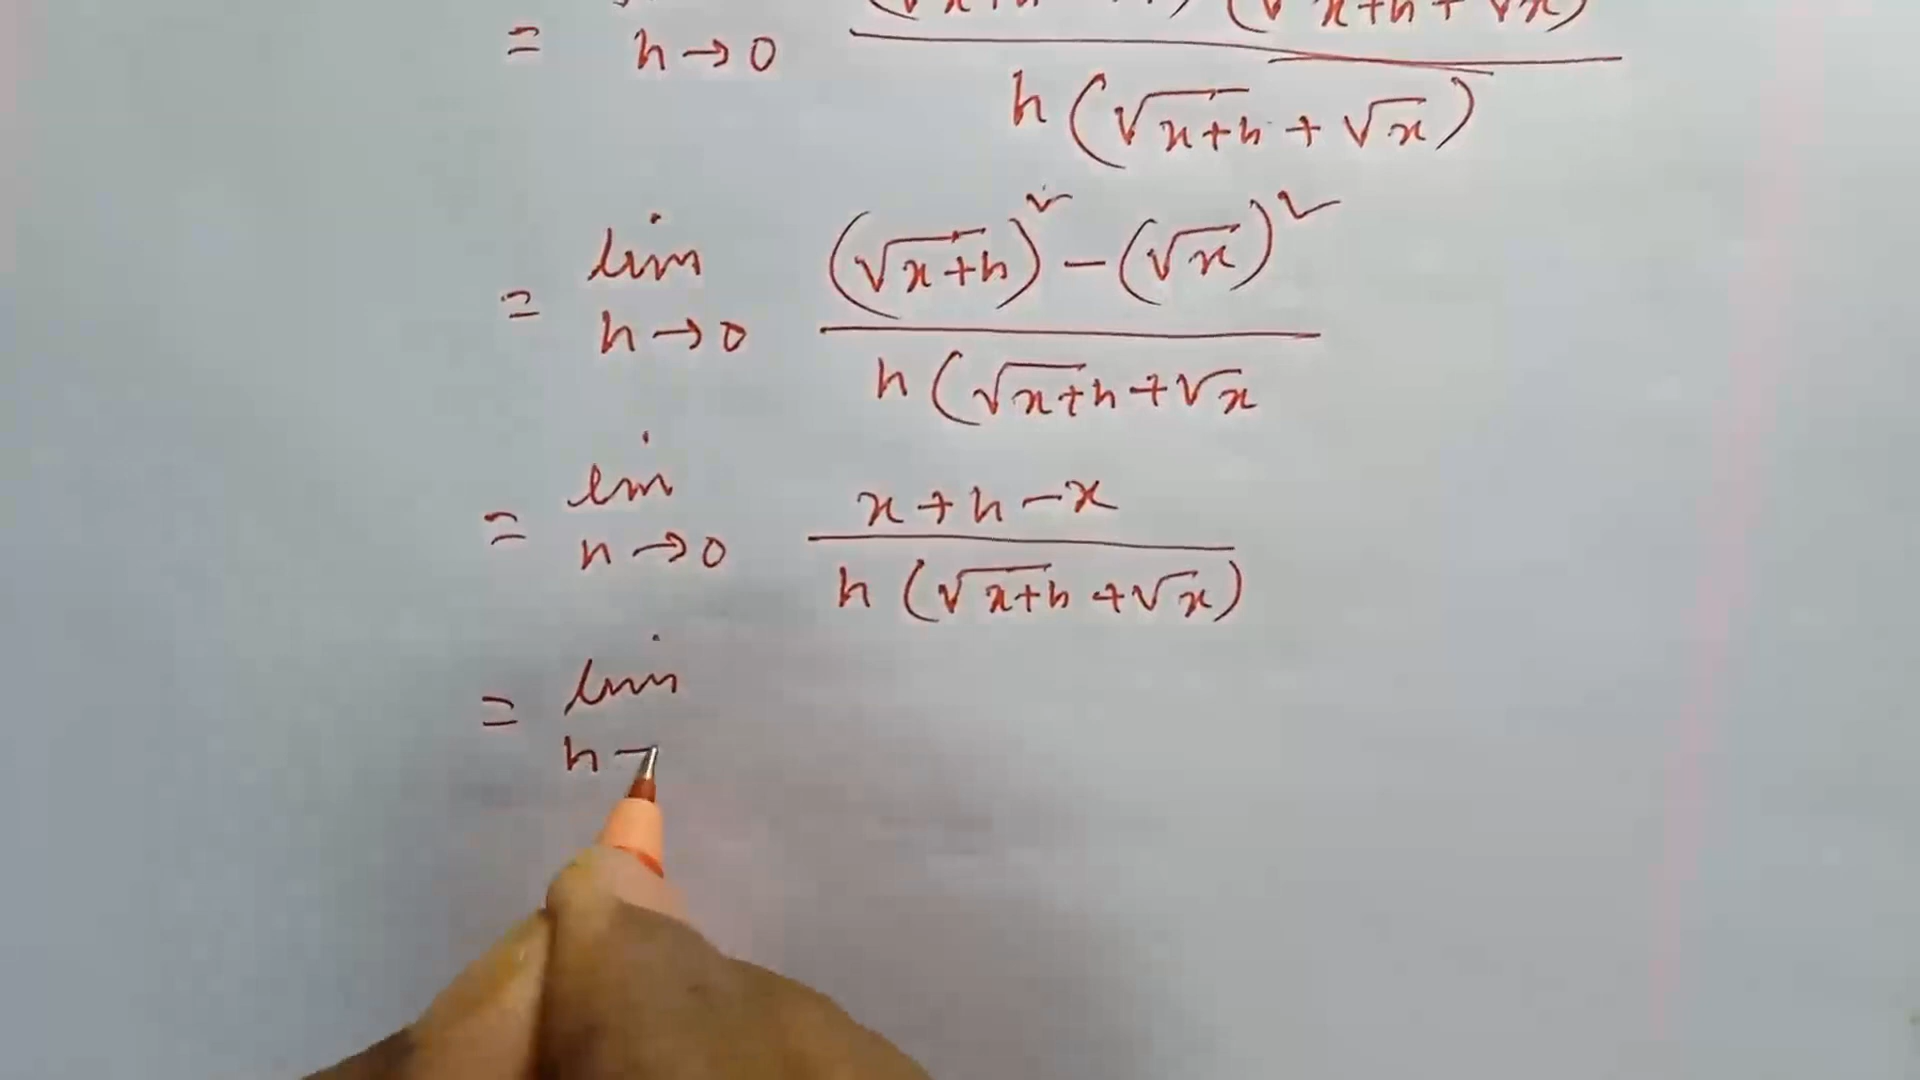 = h→0 h(√x+h + √x)
= lim h→0 (√x+h)² - (√x)² / h(√x+h + √x
= lim h→0 x+h-x / h(√x+h + √x)
= lim h